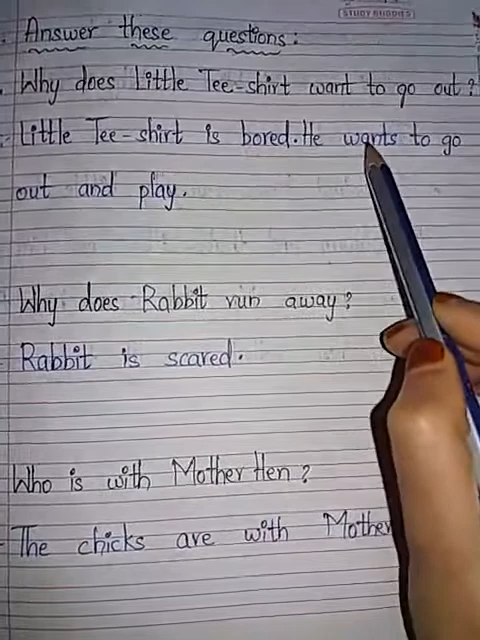 STUDY BUDDIES
Answer these questions:
Why does Little Tee-shirt want to go out?
Little Tee-shirt is bored. He wants to go
out and play.
Why does Rabbit run away?
Rabbit is scared.
Who is with Mother Hen?
The chicks are with Mother